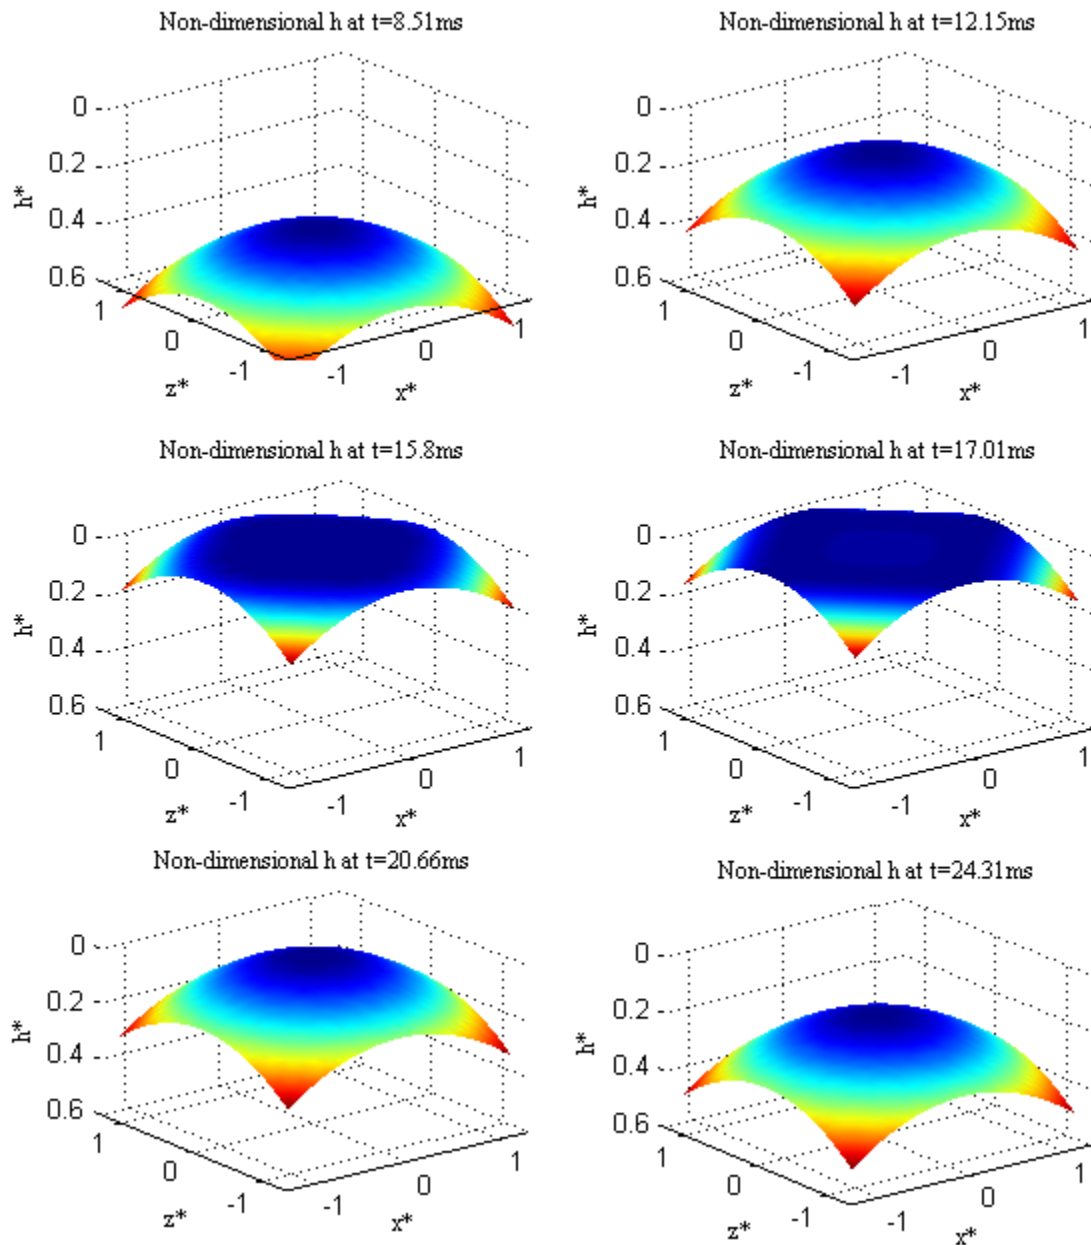 Non-dimensional h at t=8.51ms
0
0.2
0.4
0.6
h*
1
0
-1
z*
-1
0
1
x*
Non-dimensional h at t=12.15ms
0
0.2
0.4
0.6
h*
1
0
-1
z*
-1
0
1
x*
Non-dimensional h at t=15.8ms
0
0.2
0.4
0.6
h*
1
0
-1
z*
-1
0
1
x*
Non-dimensional h at t=17.01ms
0
0.2
0.4
0.6
h*
1
0
-1
z*
-1
0
1
x*
Non-dimensional h at t=20.66ms
0
0.2
0.4
0.6
h*
1
0
-1
z*
-1
0
1
x*
Non-dimensional h at t=24.31ms
0
0.2
0.4
0.6
h*
1
0
-1
z*
-1
0
1
x*